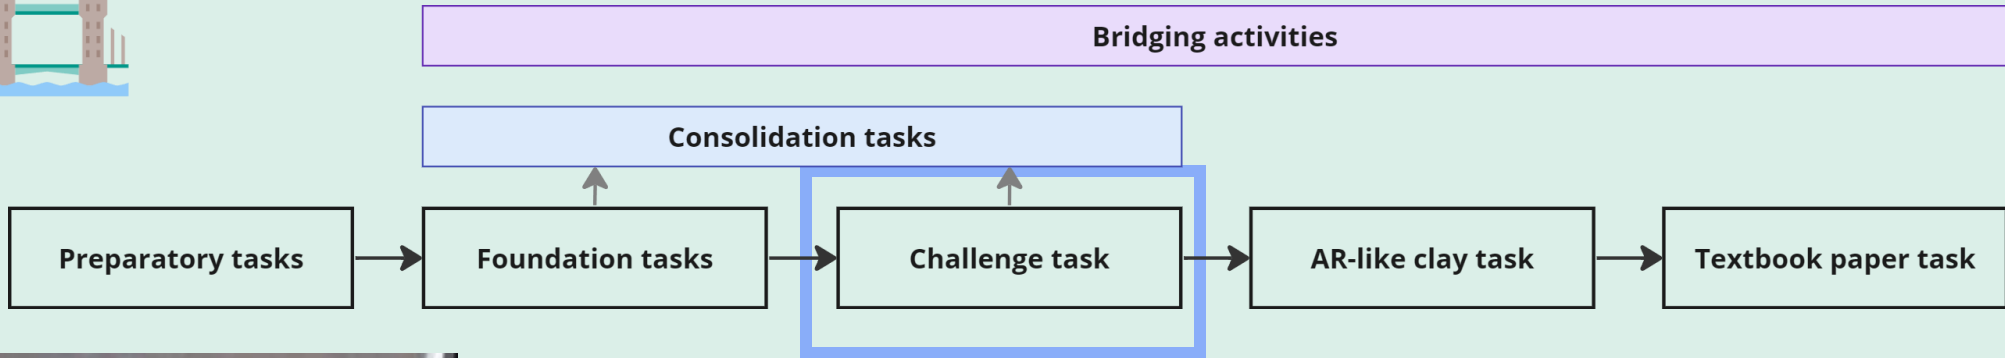 Bridging activities
Consolidation tasks
Preparatory tasks
Foundation tasks
Challenge task
AR-like clay task
Textbook paper task